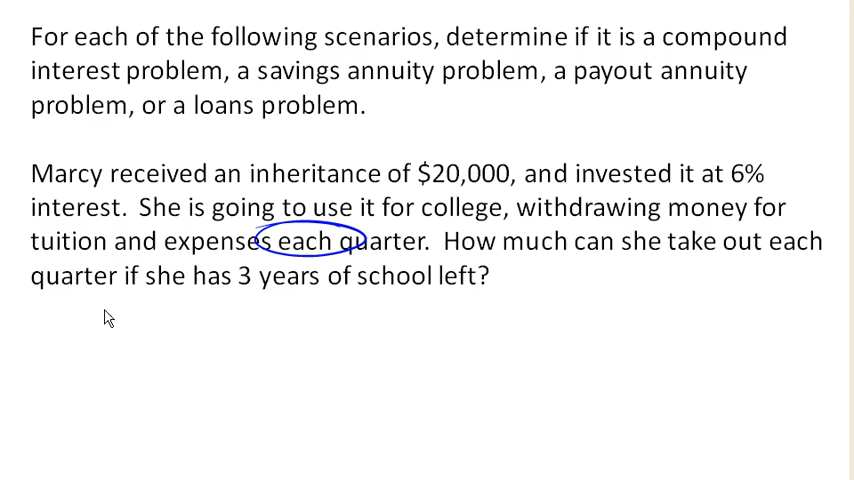 For each of the following scenarios, determine if it is a compound
interest problem, a savings annuity problem, a payout annuity
problem, or a loans problem.
Marcy received an inheritance of $20,000, and invested it at 6%
interest.  She is going to use it for college, withdrawing money for
tuition and expenses each quarter.  How much can she take out each
quarter if she has 3 years of school left?